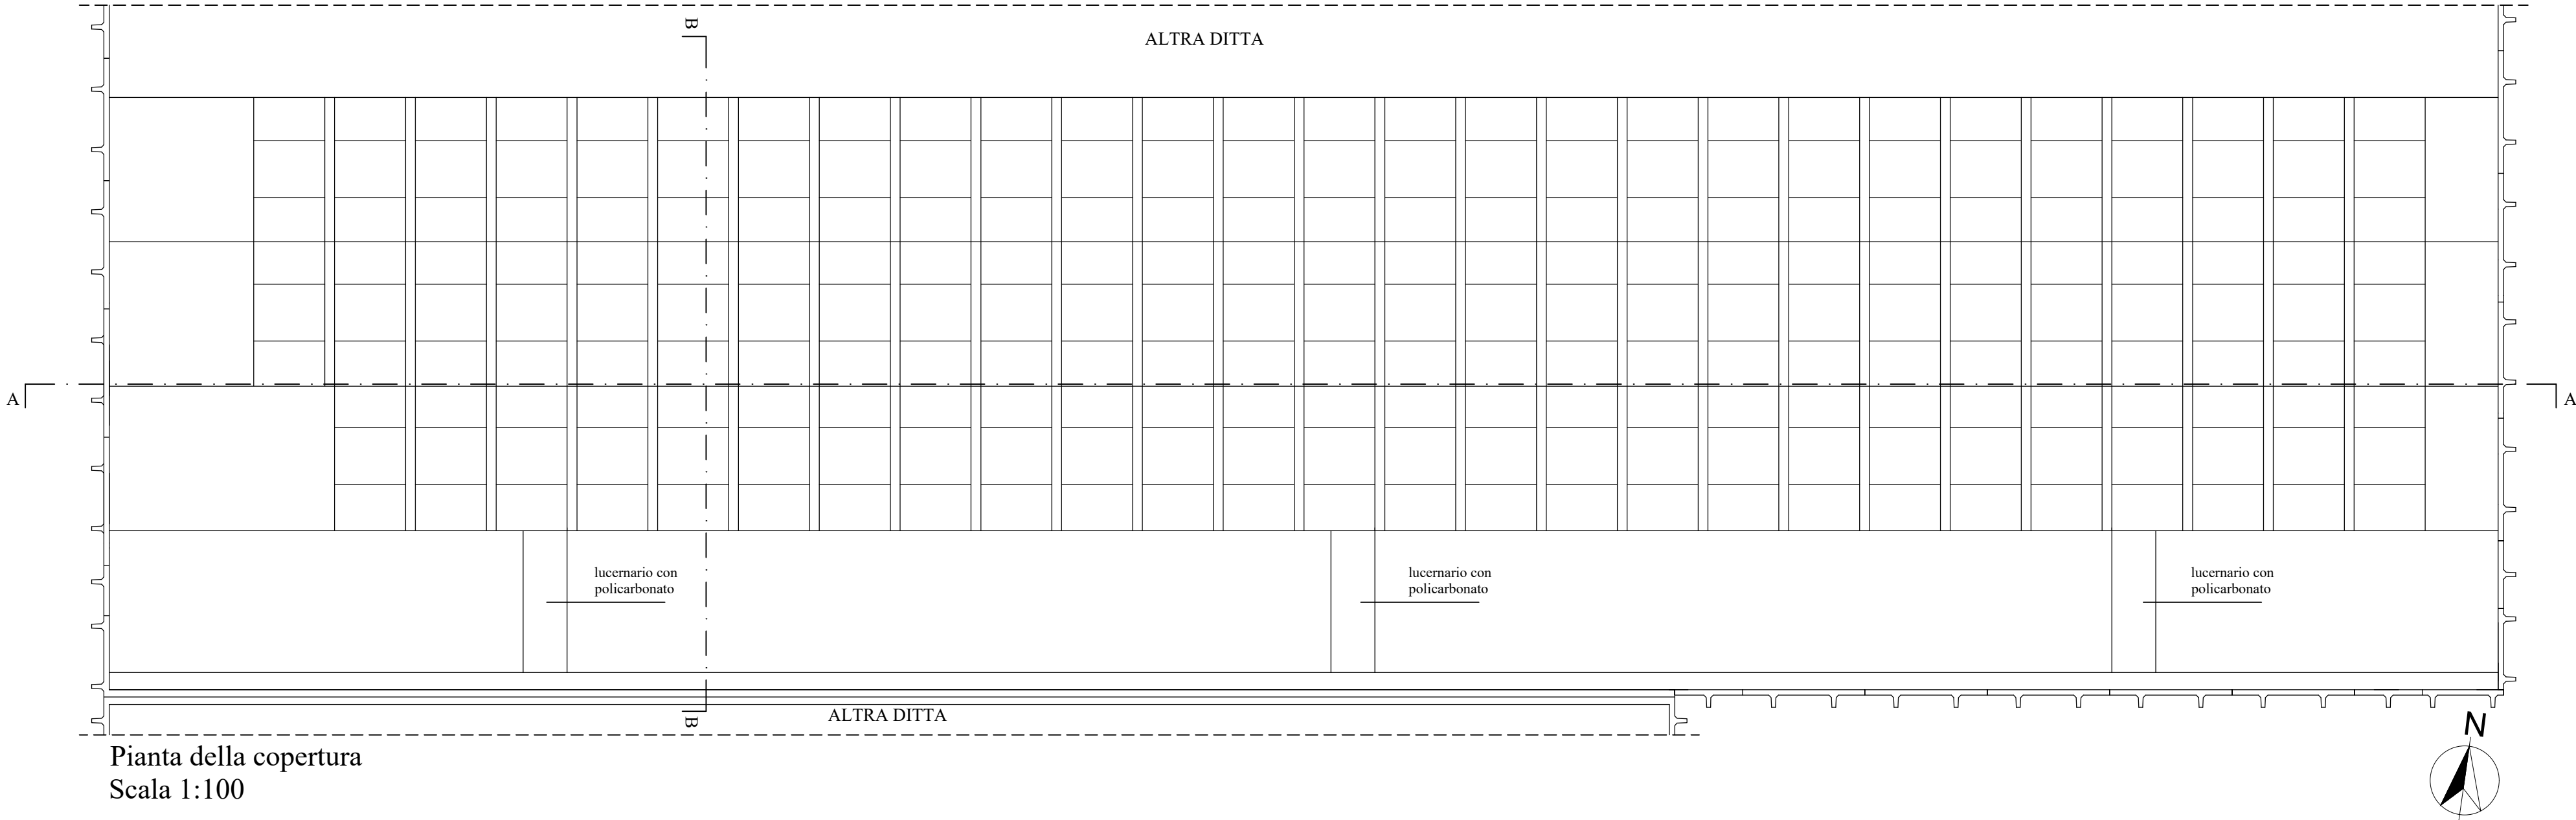 B
ALTRA DITTA
A
A
lucernario con
policarbonato
lucernario con
policarbonato
lucernario con
policarbonato
B
ALTRA DITTA
N
Pianta della copertura
Scala 1:100